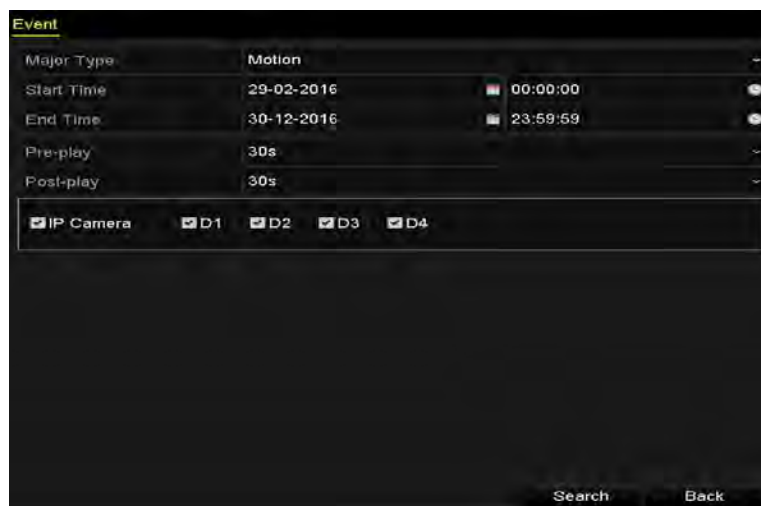 Event
Major Type Motion
Start Time 29-02-2016 00:00:00
End Time 30-12-2016 23:59:59
Pre-play 30s
Post-play 30s
IP Camera D1 D2 D3 D4
Search Back